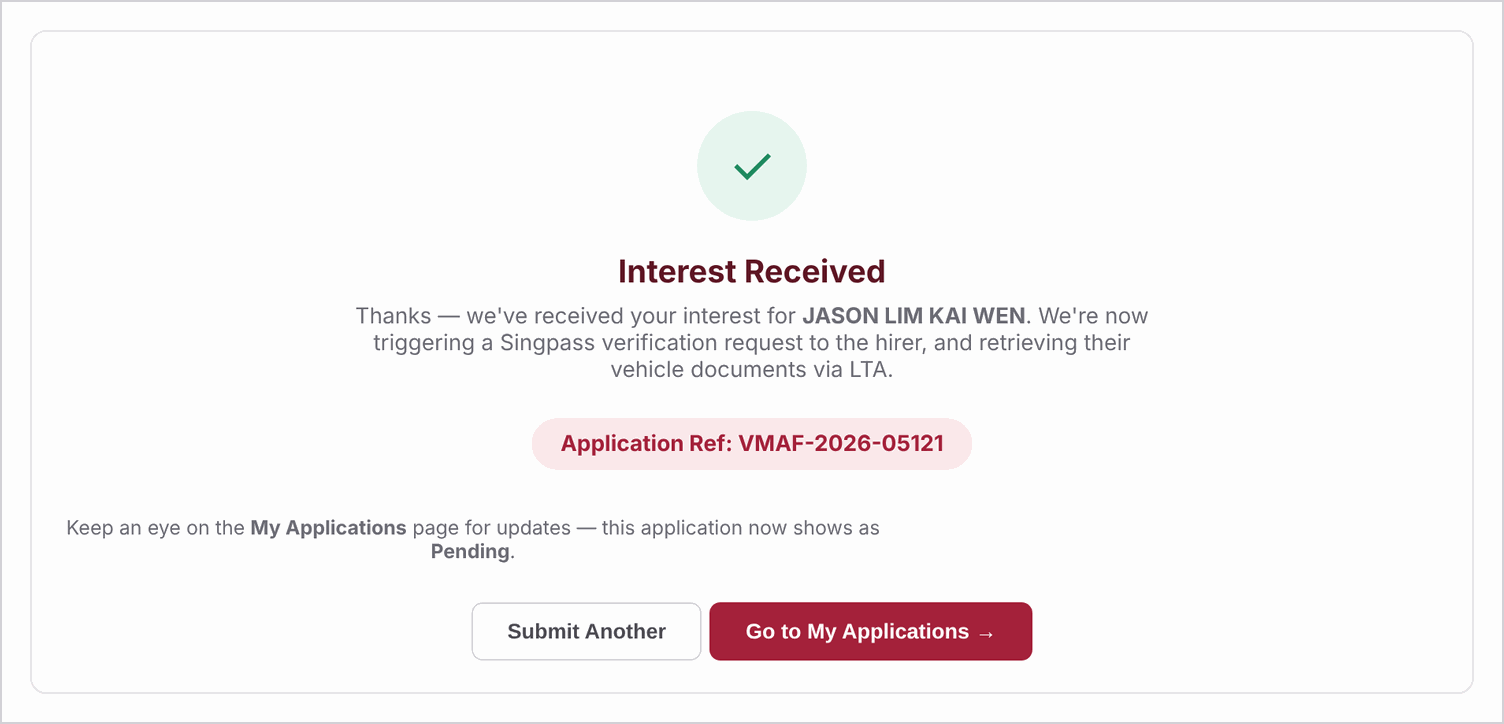 Interest Received
Thanks — we've received your interest for JASON LIM KAI WEN. We're now
triggering a Singpass verification request to the hirer, and retrieving their
vehicle documents via LTA.
Application Ref: VMAF-2026-05121
Keep an eye on the My Applications page for updates — this application now shows as
Pending.
Submit Another
Go to My Applications →